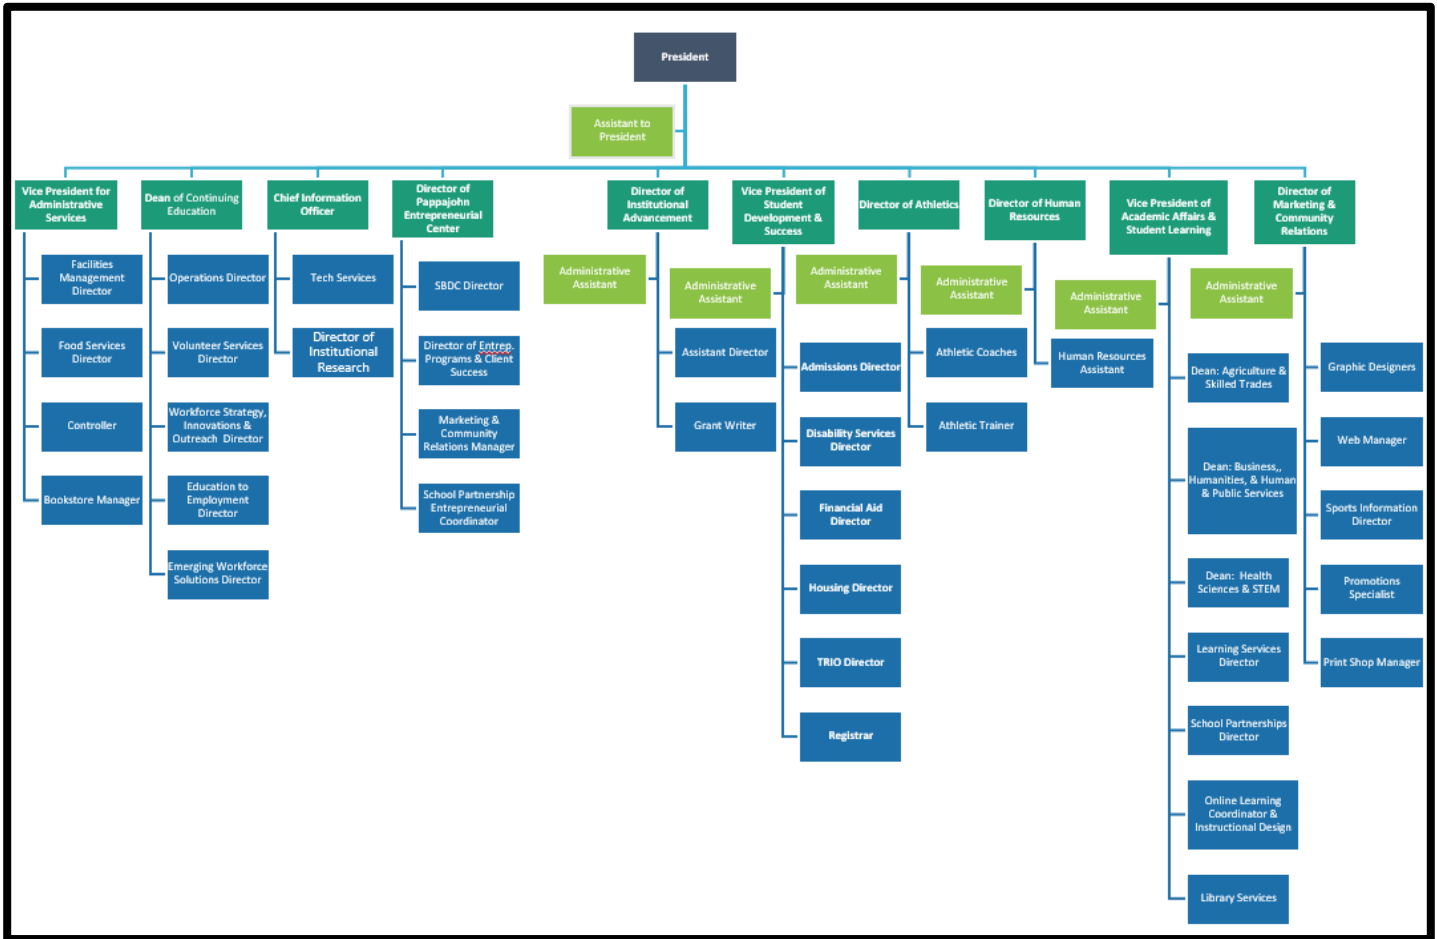 President
Assistant to
President
Vice President for
Administrative
Services
Dean of Continuing
Education
Chief Information
Officer
Director of
Pappajohn
Entrepreneurial
Center
Director of
Institutional
Advancement
Vice President of
Student
Development &
Success
Director of Athletics
Director of Human
Resources
Vice President of
Academic Affairs &
Student Learning
Director of
Marketing &
Community
Relations
Facilities
Management
Director
Food Services
Director
Controller
Bookstore Manager
Operations Director
Volunteer Services
Director
Workforce Strategy,
Innovations &
Outreach  Director
Education to
Employment
Director
Emerging Workforce
Solutions Director
Tech Services
Director of
Institutional
Research
SBDC Director
Director of Entrep.
Programs & Client
Success
Marketing &
Community
Relations Manager
School Partnership
Entrepreneurial
Coordinator
Administrative
Assistant
Assistant Director
Grant Writer
Administrative
Assistant
Admissions Director
Disability Services
Director
Financial Aid
Director
Housing Director
TRIO Director
Registrar
Administrative
Assistant
Athletic Coaches
Athletic Trainer
Administrative
Assistant
Human Resources
Assistant
Administrative
Assistant
Dean: Agriculture &
Skilled Trades
Dean: Business,,
Humanities, & Human
& Public Services
Dean:  Health
Sciences & STEM
Learning Services
Director
School Partnerships
Director
Online Learning
Coordinator &
Instructional Design
Library Services
Administrative
Assistant
Graphic Designers
Web Manager
Sports Information
Director
Promotions
Specialist
Print Shop Manager